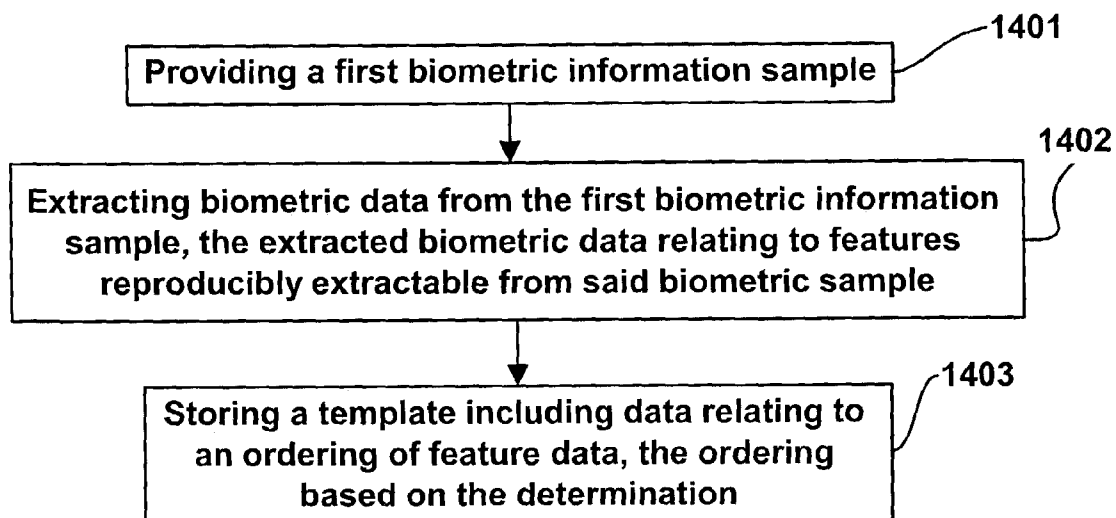 1401
Providing a first biometric information sample
1402
Extracting biometric data from the first biometric information
sample, the extracted biometric data relating to features
reproducibly extractable from said biometric sample
1403
Storing a template including data relating to
an ordering of feature data, the ordering
based on the determination